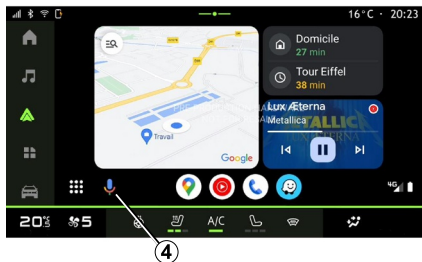 16°C · 20:23
Domicile
27 min
Tour Eiffel
38 min
Travail
Google
Lux Æterna
Metallica
4G
20°5
5
A/C
4